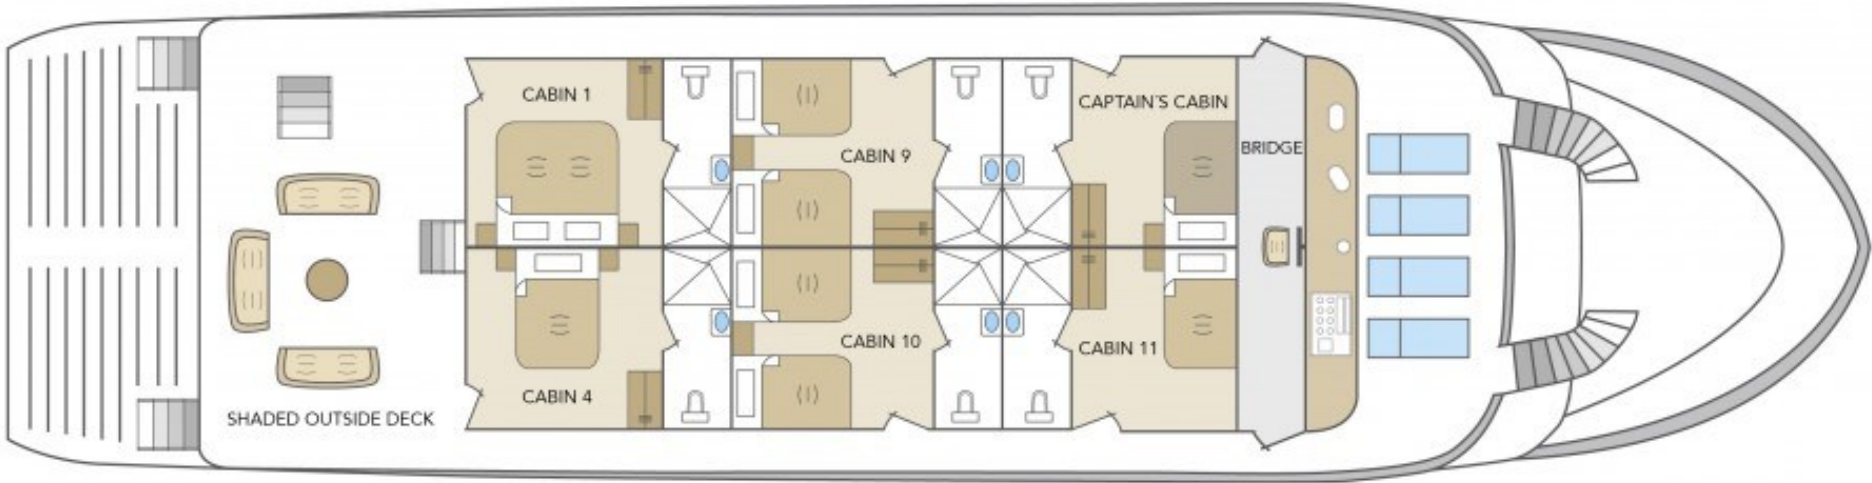 CABIN 1
CAPTAIN'S CABIN
BRIDGE
CABIN 9
CABIN 10
CABIN 11
CABIN 4
SHADED OUTSIDE DECK